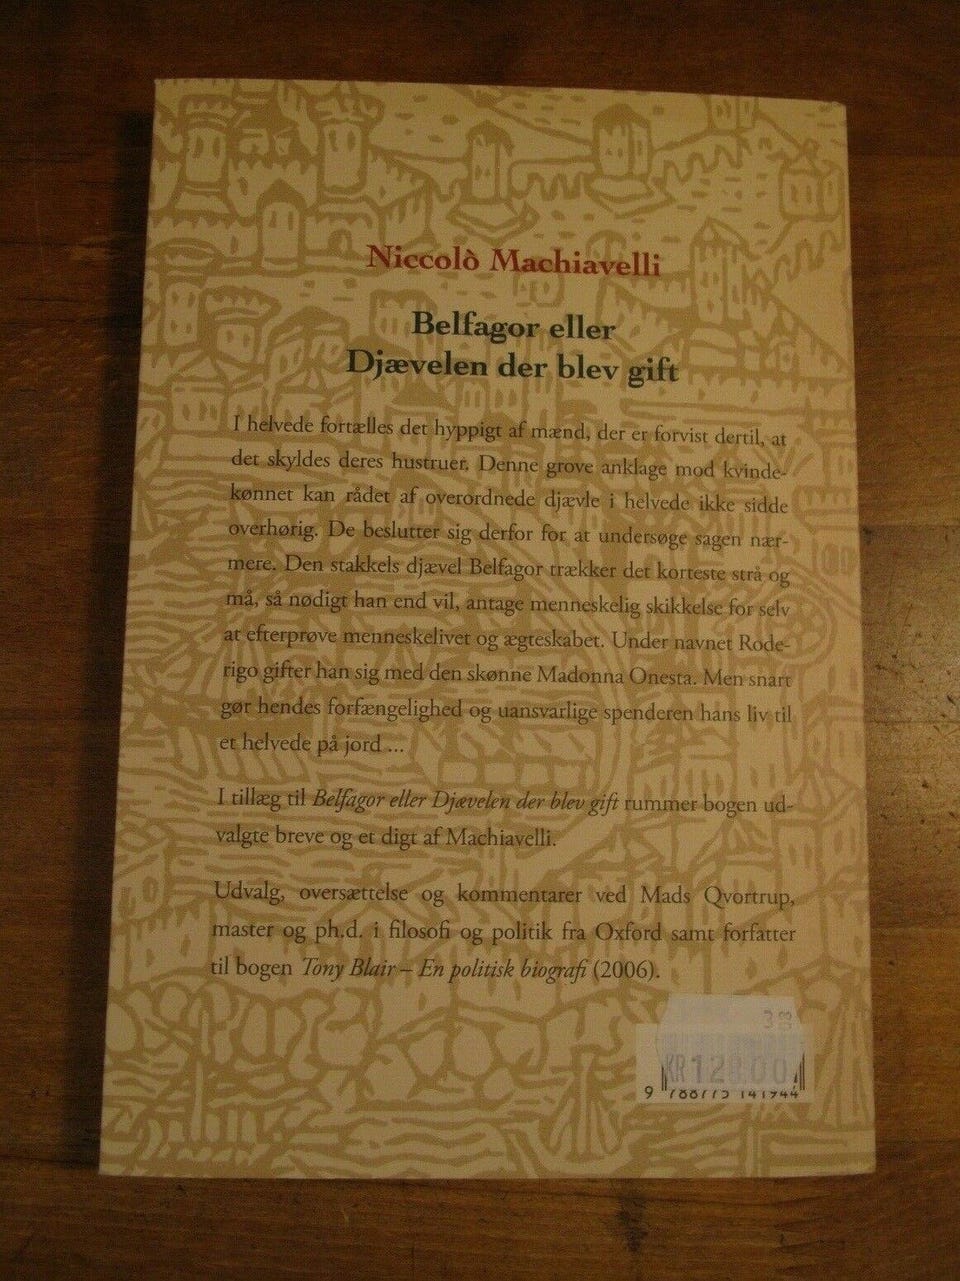 Niccolò Machiavelli
Belfagor eller
Djævelen der blev gift
I helvede fortælles det hyppigt af mænd, der er forvist dertil, at
det skyldes deres hustruer. Denne grove anklage mod kvinde-
kønnet kan rådet af overordnede djævle i helvede ikke sidde
overhørig. De beslutter sig derfor for at undersøge sagen nær-
mere. Den stakkels djævel Belfagor trækker det korteste strå og
må, så nødigt han end vil, antage menneskelig skikkelse for selv
at efterprøve menneskelivet og ægteskabet. Under navnet Rode-
rigo gifter han sig med den skønne Madonna Onesta. Men snart
gør hendes forfængelighed og uansvarlige spenderen hans liv til
et helvede på jord ...
I tillæg til Belfagor eller Djævelen der blev gift rummer bogen ud-
valgte breve og et digt af Machiavelli.
Udvalg, oversættelse og kommentarer ved Mads Qvortrup,
master og ph.d. i filosofi og politik fra Oxford samt forfatter
til bogen Tony Blair – En politisk biografi (2006).
KR 128.00
9 788775 141944